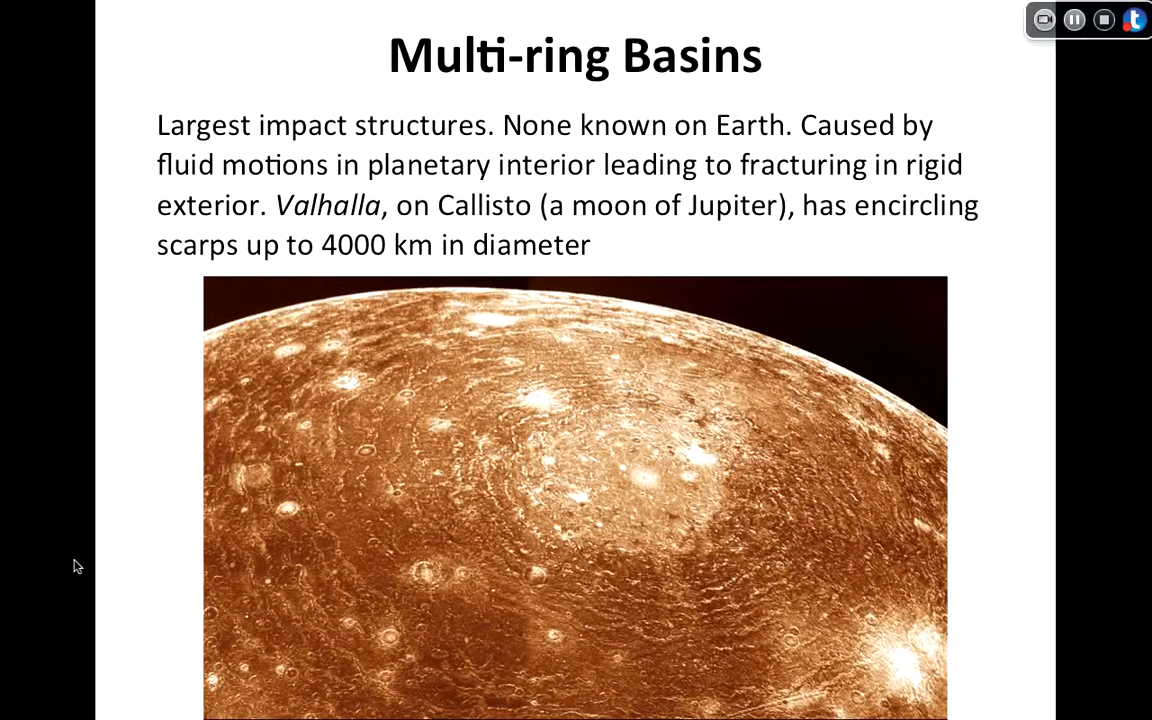 Multi-ring Basins
Largest impact structures. None known on Earth. Caused by
fluid motions in planetary interior leading to fracturing in rigid
exterior. Valhalla, on Callisto (a moon of Jupiter), has encircling
scarps up to 4000 km in diameter
t